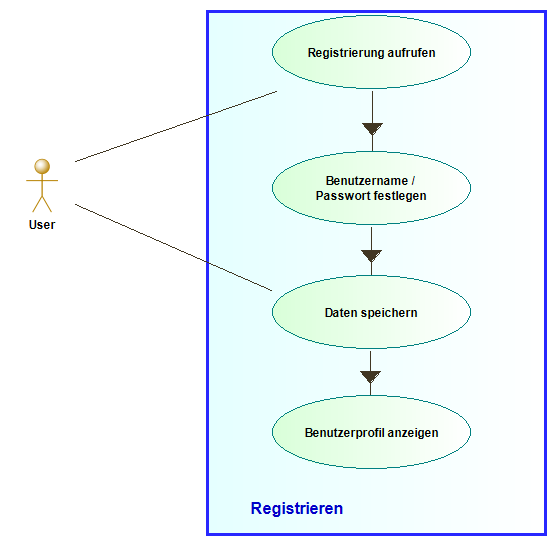 Registrierung aufrufen
Benutzername /
Passwort festlegen
User
Daten speichern
Benutzerprofil anzeigen
Registrieren